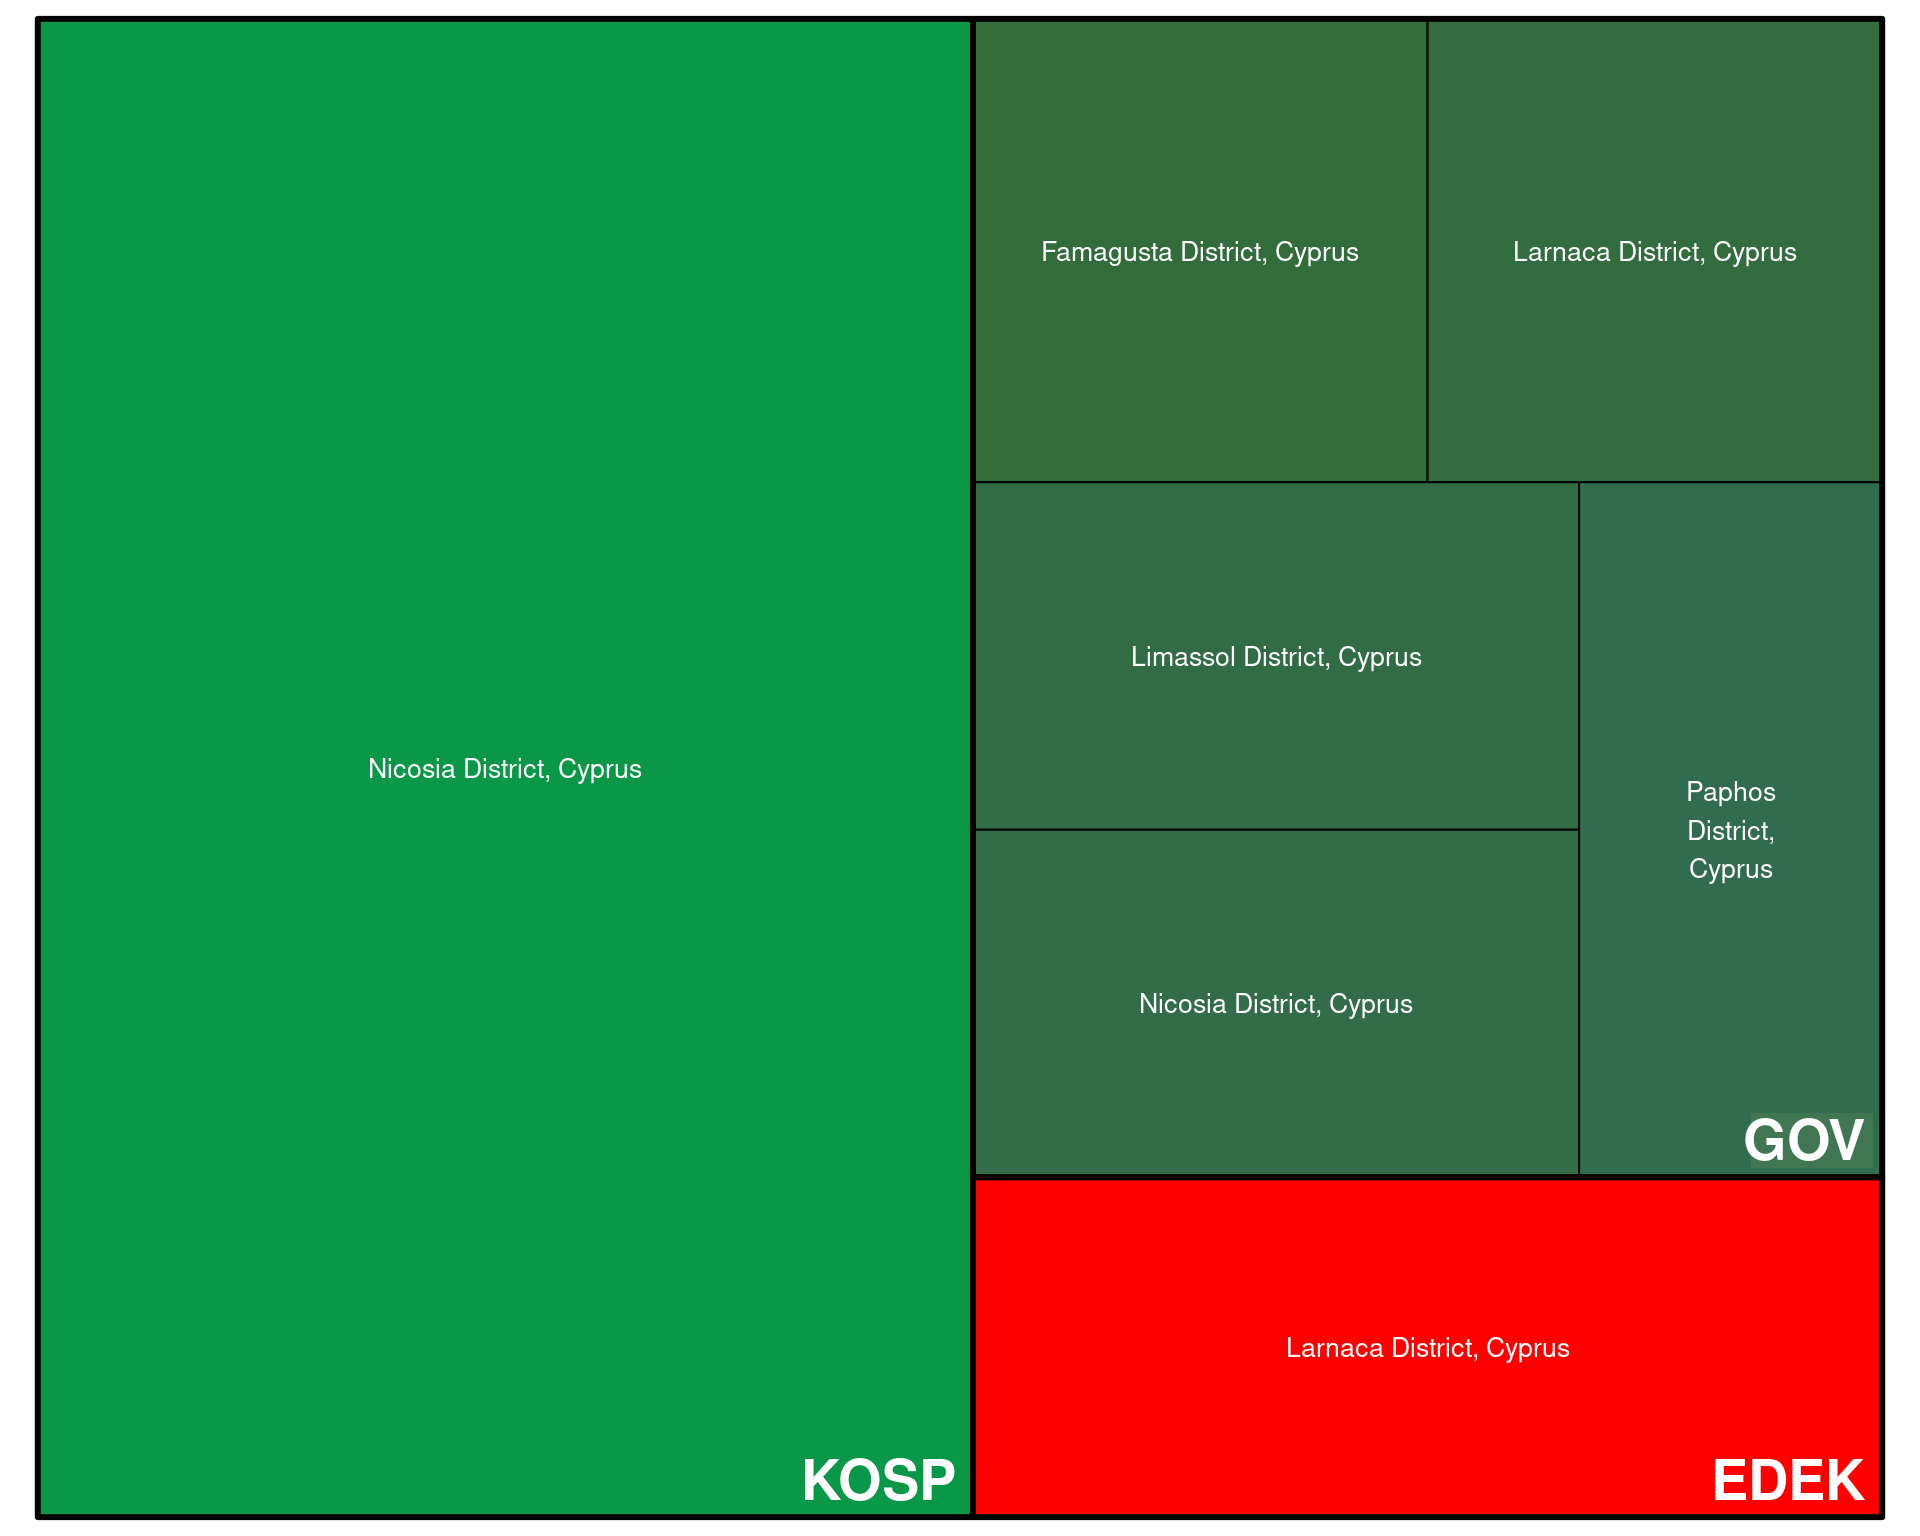 Nicosia District, Cyprus
KOSP
Famagusta District, Cyprus
Larnaca District, Cyprus
Limassol District, Cyprus
Nicosia District, Cyprus
Paphos
District,
Cyprus
GOV
Larnaca District, Cyprus
EDEK